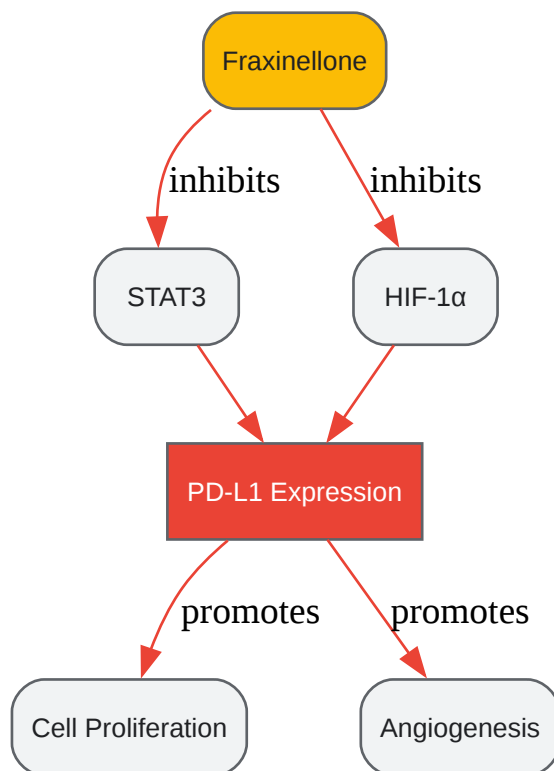 Fraxinellone
inhibits
inhibits
STAT3
HIF-1α
PD-L1 Expression
promotes
promotes
Cell Proliferation
Angiogenesis